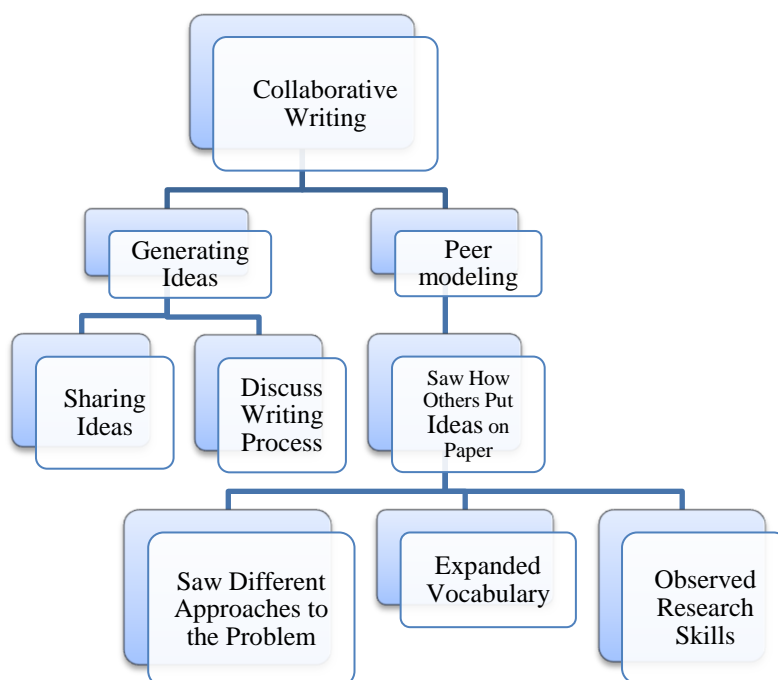 Collaborative
Writing
Generating
Ideas
Peer
modeling
Sharing
Ideas
Discuss
Writing
Process
Saw How
Others Put
Ideas on
Paper
Saw Different
Approaches to
the Problem
Expanded
Vocabulary
Observed
Research
Skills